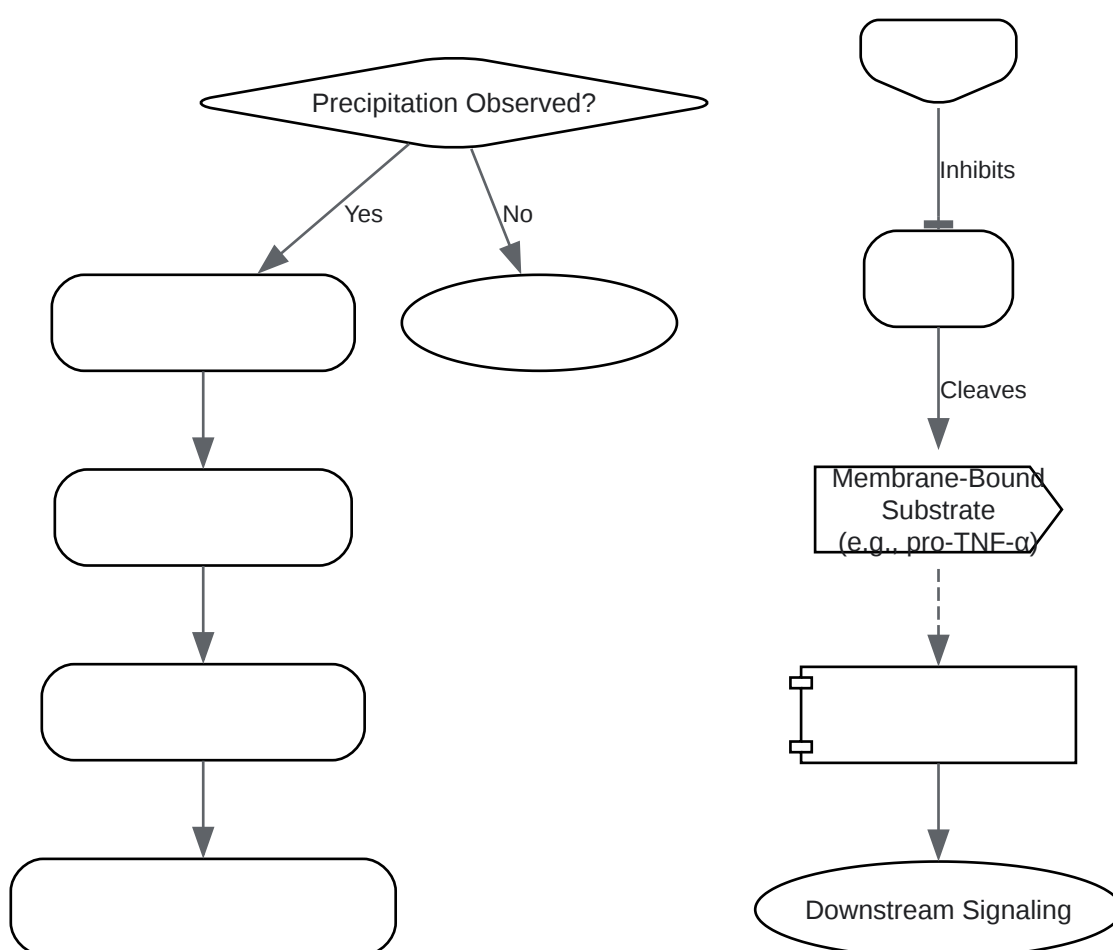 Precipitation Observed?
Yes
No
Inhibits
Cleaves
Membrane-Bound
Substrate
(e.g., pro-TNF-α)
Downstream Signaling